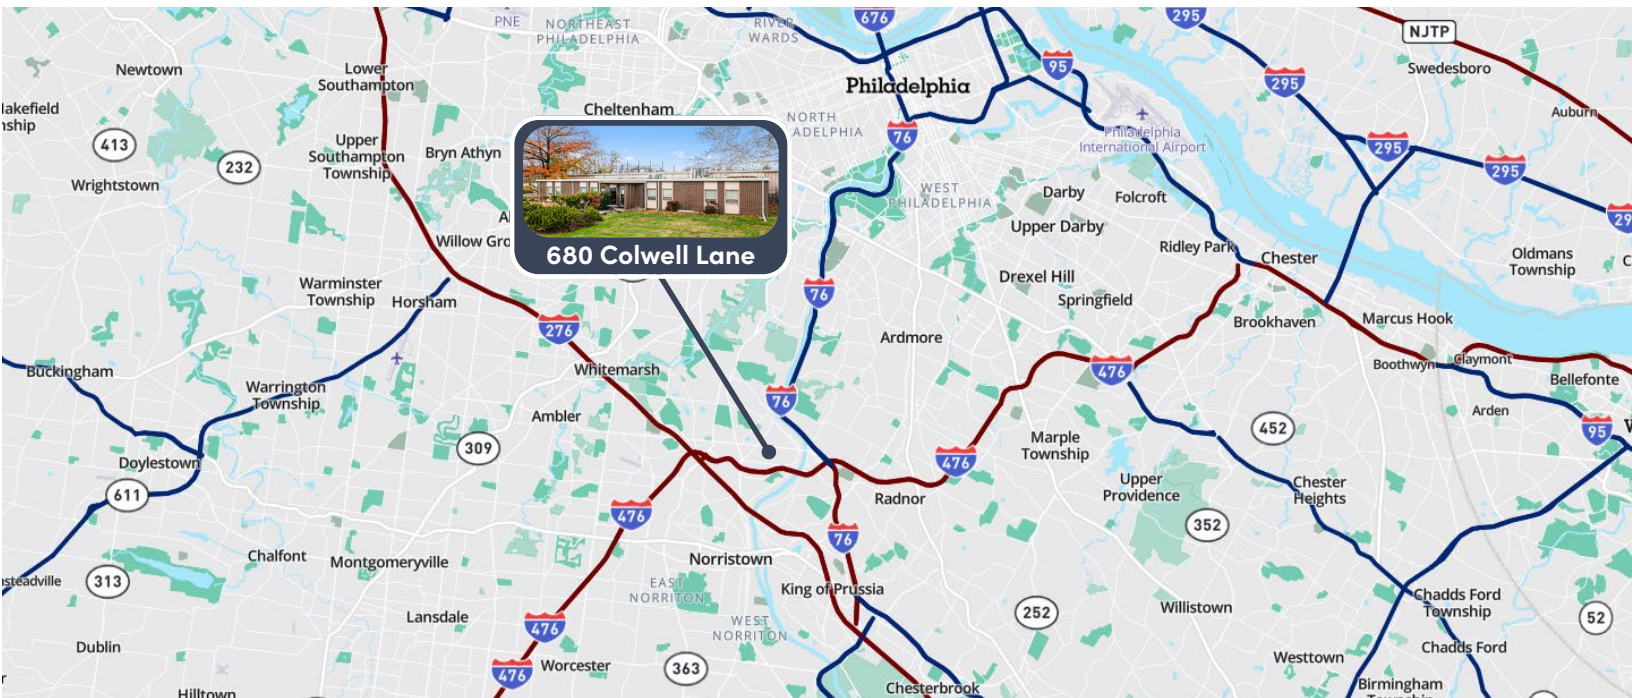 PNE
NORTHEAST
PHILADELPHIA
RIVER
WARDS
676
295
NJTP
Newtown
Lower
Southampton
Philadelphia
95
295
Swedesboro
akefield
nship
413
232
Upper
Southampton
Township
Bryn Athyn
Cheltenham
NORTH
ADELPHIA
76
Philadelphia
International Airport
295
295
Auburn
Wrightstown
WEST
PHILADELPHIA
Darby
Folcroft
29
Willow Gro
680 Colwell Lane
Upper Darby
Ridley Park
Chester
Oldmans
Township
C
Warminster
Township
Horsham
276
76
Drexel Hill
Springfield
Brookhaven
Marcus Hook
Ardmore
Buckingham
Warrington
Township
Whitemarsh
76
476
Boothwyn
Claymont
Bellefonte
Ambler
Arden
309
452
95
W
Doylestown
611
Marple
Township
476
Radnor
Upper
Providence
Chester
Heights
476
76
352
Chalfont
Montgomeryville
Norristown
steadville
313
EAST
NORRITON
King of Prussia
Lansdale
476
WEST
NORRITON
252
Willistown
Chadds Ford
Township
52
Dublin
476
Worcester
363
Chesterbrook
Westtown
Chadds Ford
Hilltown
Birmingham